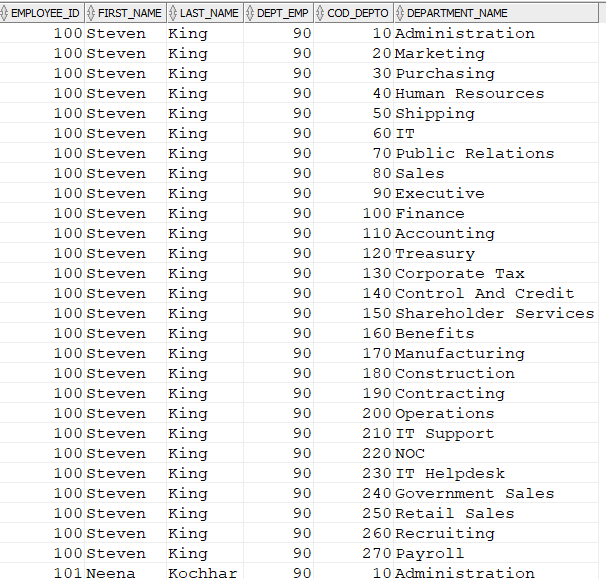 EMPLOYEE_ID FIRST_NAME LAST_NAME DEPT_EMP COD_DEPTO DEPARTMENT_NAME
100 Steven King 90 10 Administration
100 Steven King 90 20 Marketing
100 Steven King 90 30 Purchasing
100 Steven King 90 40 Human Resources
100 Steven King 90 50 Shipping
100 Steven King 90 60 IT
100 Steven King 90 70 Public Relations
100 Steven King 90 80 Sales
100 Steven King 90 90 Executive
100 Steven King 90 100 Finance
100 Steven King 90 110 Accounting
100 Steven King 90 120 Treasury
100 Steven King 90 130 Corporate Tax
100 Steven King 90 140 Control And Credit
100 Steven King 90 150 Shareholder Services
100 Steven King 90 160 Benefits
100 Steven King 90 170 Manufacturing
100 Steven King 90 180 Construction
100 Steven King 90 190 Contracting
100 Steven King 90 200 Operations
100 Steven King 90 210 IT Support
100 Steven King 90 220 NOC
100 Steven King 90 230 IT Helpdesk
100 Steven King 90 240 Government Sales
100 Steven King 90 250 Retail Sales
100 Steven King 90 260 Recruiting
100 Steven King 90 270 Payroll
101 Neena Kochhar 90 10 Administration